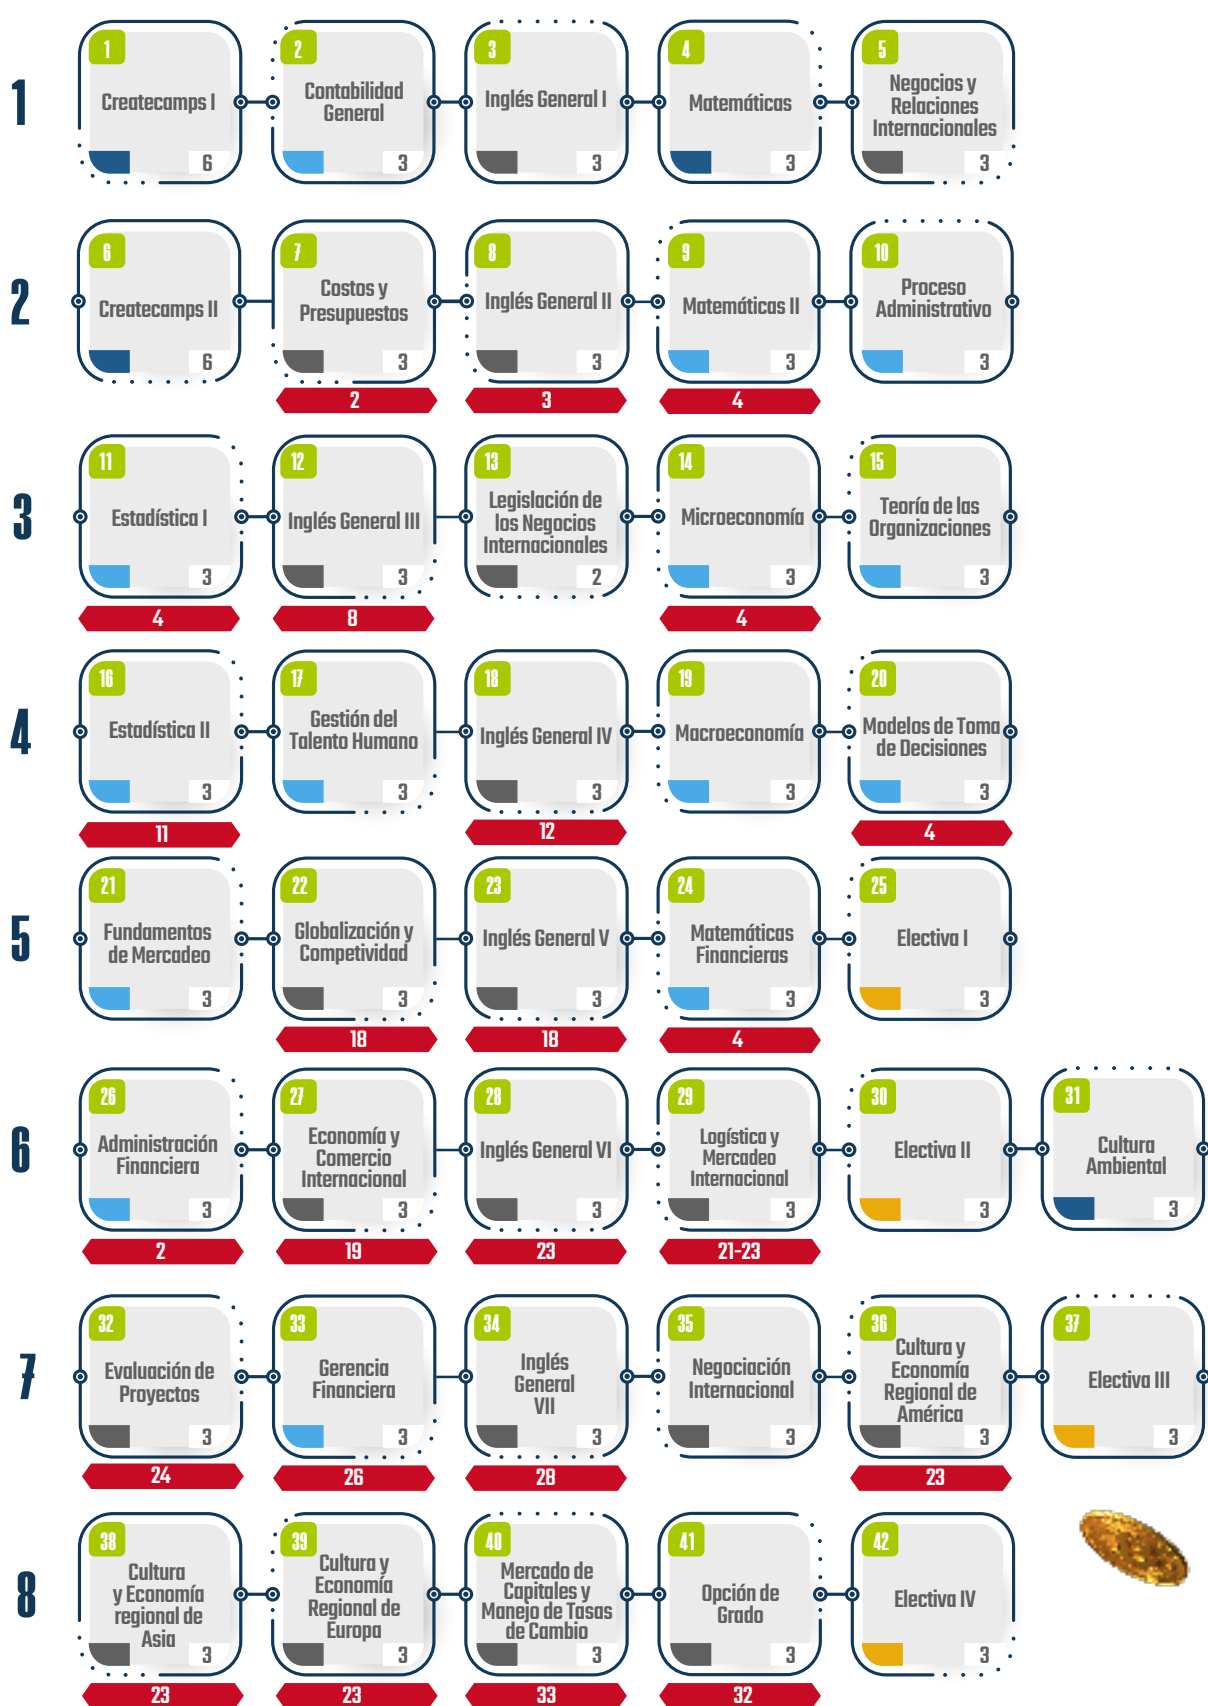 1
1
Createcamps I
6
2
Contabilidad
General
3
3
Inglés General I
3
4
Matemáticas
3
5
Negocios y
Relaciones
Internacionales
3
2
6
Createcamps II
6
7
Costos y
Presupuestos
3
2
8
Inglés General II
3
3
9
Matemáticas II
3
4
10
Proceso
Administrativo
3
3
11
Estadística I
3
4
12
Inglés General III
3
8
13
Legislación de
los Negocios
Internacionales
2
14
Microeconomía
3
4
15
Teoría de las
Organizaciones
3
4
16
Estadística II
3
11
17
Gestión del
Talento Humano
3
18
Inglés General IV
3
12
19
Macroeconomía
3
20
Modelos de Toma
de Decisiones
3
4
5
21
Fundamentos
de Mercadeo
3
22
Globalización y
Competividad
3
18
23
Inglés General V
3
18
24
Matemáticas
Financieras
3
4
25
Electiva I
3
6
26
Administración
Financiera
3
2
27
Economía y
Comercio
Internacional
3
19
28
Inglés General VI
3
23
29
Logística y
Mercadeo
Internacional
3
21-23
30
Electiva II
3
31
Cultura
Ambiental
3
7
32
Evaluación de
Proyectos
3
24
33
Gerencia
Financiera
3
26
34
Inglés
General
VII
3
28
35
Negociación
Internacional
3
36
Cultura y
Economía
Regional de
América
3
23
37
Electiva III
3
8
38
Cultura
y Economía
regional de
Asia
3
23
39
Cultura y
Economía
Regional de
Europa
3
23
40
Mercado de
Capitales y
Manejo de Tasas
de Cambio
3
33
41
Opción de
Grado
3
32
42
Electiva IV
3